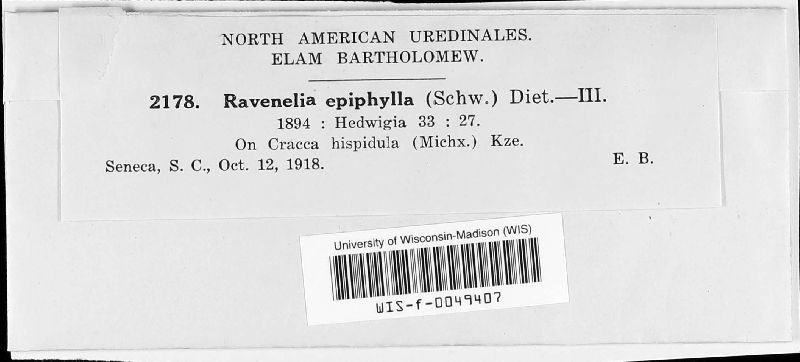 NORTH AMERICAN UREDINALES.
ELAM BARTHOLOMEW.
2178. Ravenelia epiphylla (Schw.) Diet.—III.
1894 : Hedwigia 33 : 27.
On Cracca hispidula (Michx.) Kze.
Seneca, S. C., Oct. 12, 1918. E. B.
University of Wisconsin-Madison (WIS)
WIS-f-0049407